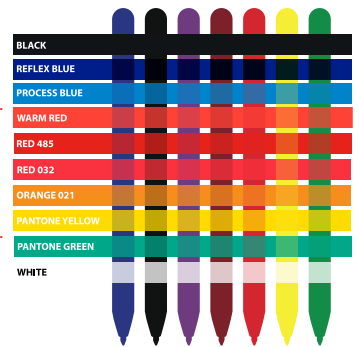 BLACK
REFLEX BLUE
PROCESS BLUE
WARM RED
RED 485
RED 032
ORANGE 021
PANTONE YELLOW
PANTONE GREEN
WHITE